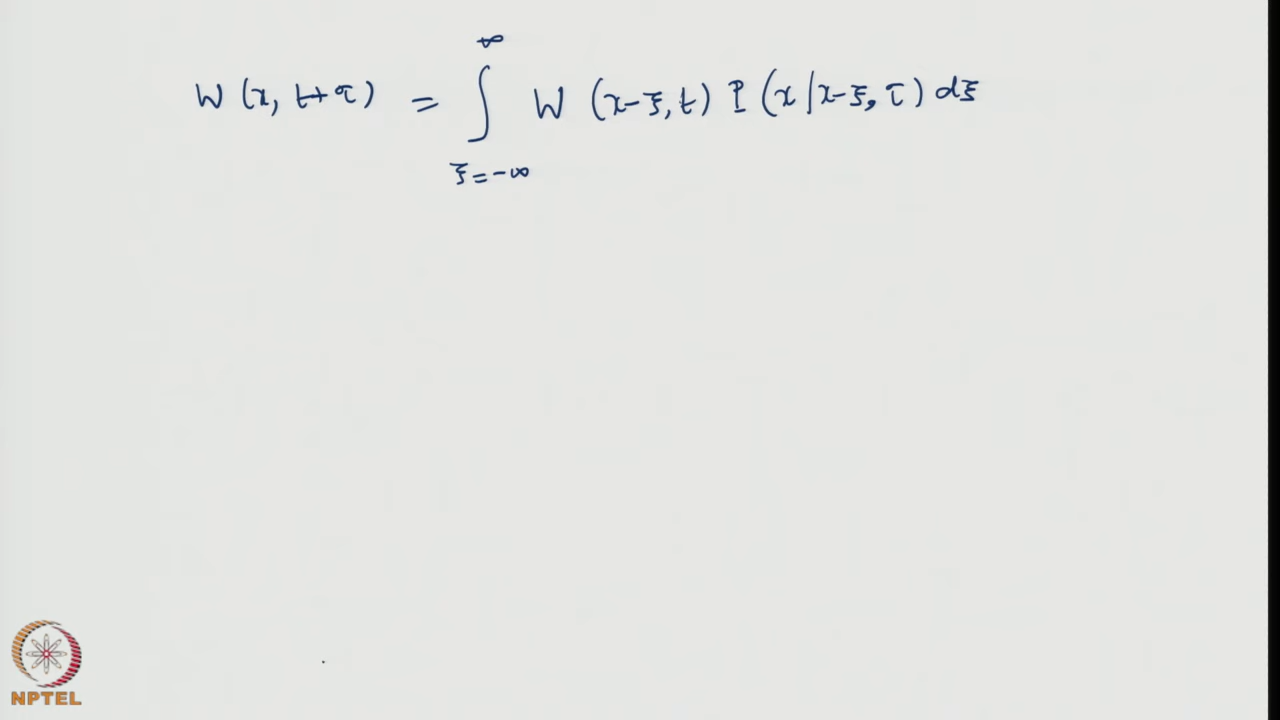 ∞
W (x, t+τ) = ∫ W (x-ξ, t) P (x|x-ξ, τ) dξ
ξ = -∞
NPTEL